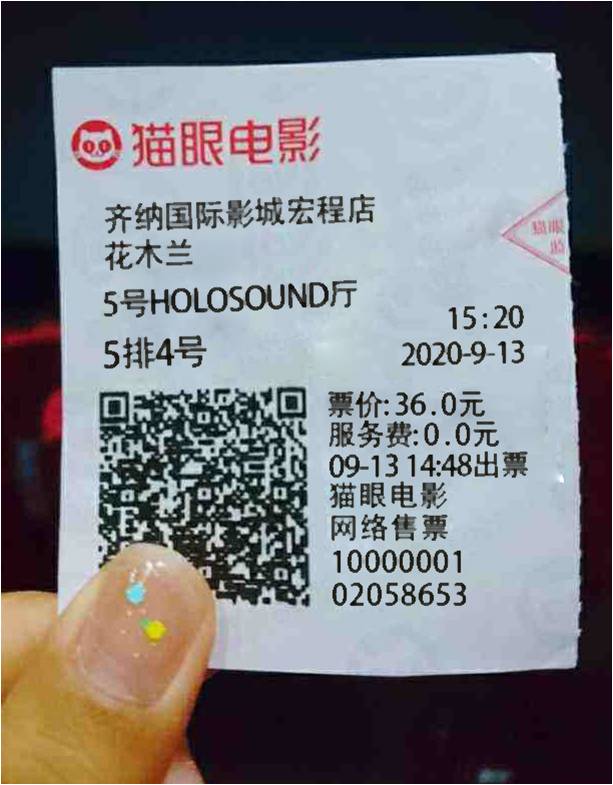 猫眼电影
齐纳国际影城宏程店
花木兰
5号HOLOSOUND厅
15:20
5排4号
2020-9-13
票价:36.0元
服务费:0.0元
09-13 14:48出票
猫眼电影
网络售票
10000001
02058653